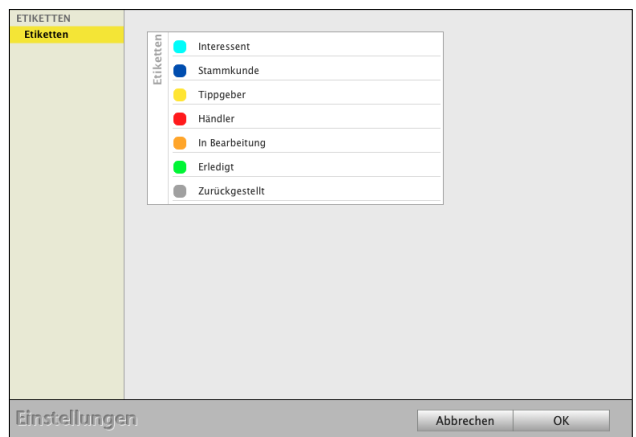 ETIKETTEN
Etiketten
Etiketten
Interessent
Stammkunde
Tippgeber
Händler
In Bearbeitung
Erledigt
Zurückgestellt
Einstellungen
Abbrechen OK